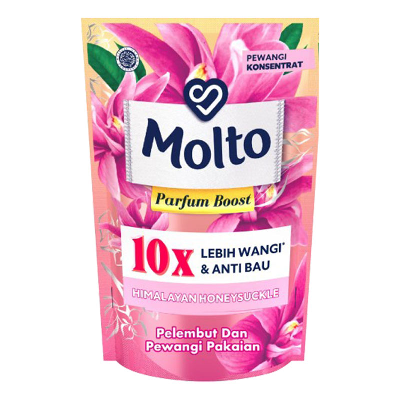 PEWANGI
KONSENTRAT
Molto
Parfum Boost
10x
LEBIH WANGI*
& ANTI BAU
HIMALAYAN HONEYSUCKLE
Pelembut Dan
Pewangi Pakaian